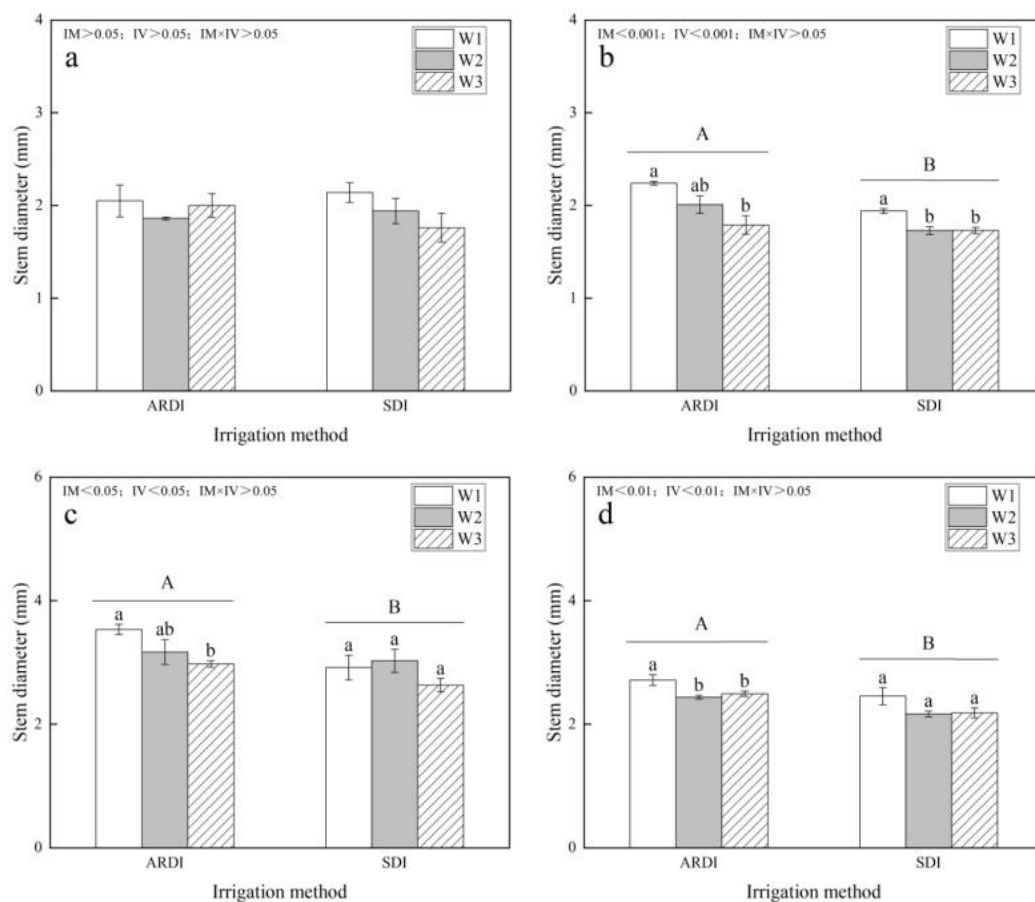 IM>0.05；IV>0.05；IM×IV>0.05
a
W1
W2
W3
Stem diameter (mm)
4
3
2
1
0
ARDI
SDI
Irrigation method
IM<0.001；IV<0.001；IM×IV>0.05
b
W1
W2
W3
A
B
a
ab
b
a
b
b
Stem diameter (mm)
4
3
2
1
0
ARDI
SDI
Irrigation method
IM<0.05；IV<0.05；IM×IV>0.05
c
W1
W2
W3
A
B
a
ab
b
a
a
a
Stem diameter (mm)
6
4
2
0
ARDI
SDI
Irrigation method
IM<0.01；IV<0.01；IM×IV>0.05
d
W1
W2
W3
A
B
a
b
b
a
a
a
Stem diameter (mm)
6
4
2
0
ARDI
SDI
Irrigation method